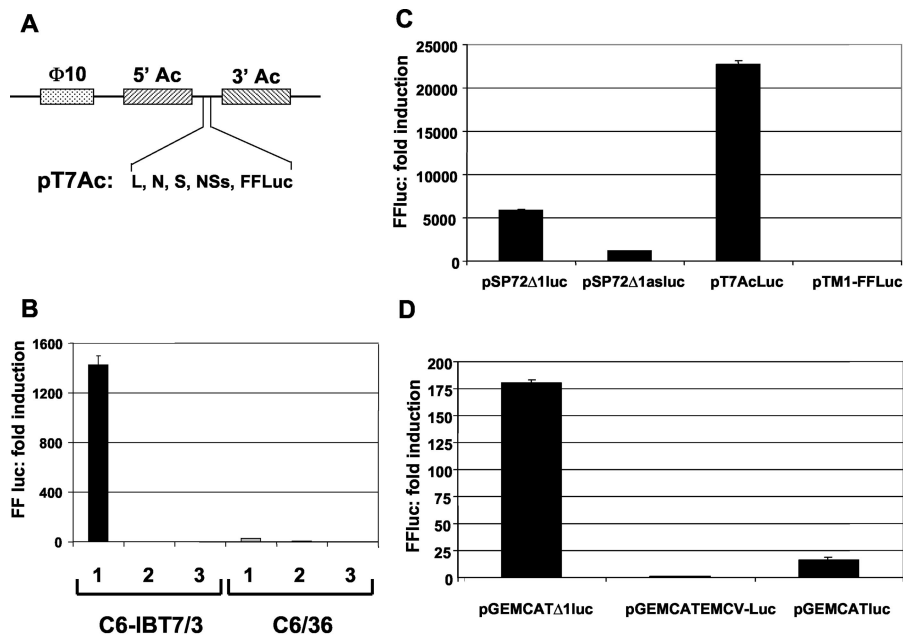 A
Φ10 5' Ac 3' Ac
pT7Ac: L, N, S, NSs, FFLuc
B
FF luc: fold induction
1600
1200
800
400
0
1 2 3 1 2 3
C6-IBT7/3 C6/36
C
FFluc: fold induction
25000
20000
15000
10000
5000
0
pSP72Δ1luc pSP72Δ1asluc pT7AcLuc pTM1-FFLuc
D
FFluc: fold induction
200
175
150
125
100
75
50
25
0
pGEMCATΔ1luc pGEMCATEMCV-Luc pGEMCATluc